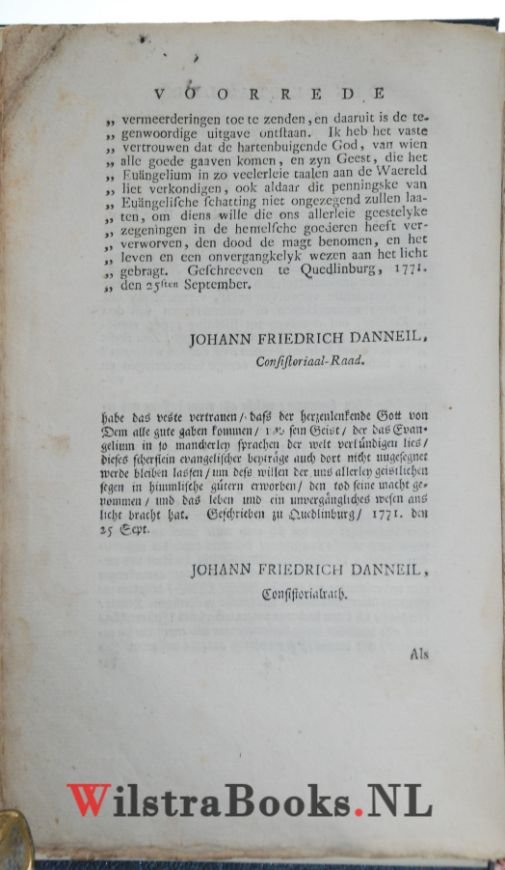 V O O R R E D E
„ vermeerderingen toe te zenden, en daaruit is de te-
„ genwoordige uitgave ontſtaan. Ik heb het vaste
„ vertrouwen dat de hartenbuigende God, van wien
„ alle goede gaaven komen, en zyn Geest, die het
„ Euängelium in zo veelerleie taalen aan de Waereld
„ liet verkondigen, ook aldaar dit penningske van
„ Euängeliſche ſchatting niet ongezegend zullen laa-
„ ten, om diens wille die ons allerleie geestelyke
„ zegeningen in de hemelſche goederen heeft ver-
„ verworven, den dood de magt benomen, en het
„ leven en een onvergangkelyk wezen aan het licht
„ gebragt. Geſchreeven te Quedlinburg, 1771.
„ den 25ſten September.
JOHANN FRIEDRICH DANNEIL,
Conſiſtoriaal-Raad.
habe das veste vertrauen/ daſs der herzenlenkende Gott von
Dem alle gute gaben kommen/ ſein Geist/ der das Evan-
gelium in ſo mancherley ſprachen der welt verkündigen lies/
dieſes ſcherflein evangeliſcher beyträge auch dort nicht ungeſegnet
werde bleiben laſſen/ um deſs willen der uns allerley geiſtlichen
ſegen in himmliſche gütern erworben/ den tod ſeine macht ge-
nommen/ und das leben und ein unvergängliches weſen ans
licht bracht hat. Geſchrieben zu Quedlinburg/ 1771. den
25 Sept.
JOHANN FRIEDRICH DANNEIL,
Conſiſtorialrath.
Als
WilstraBooks.NL